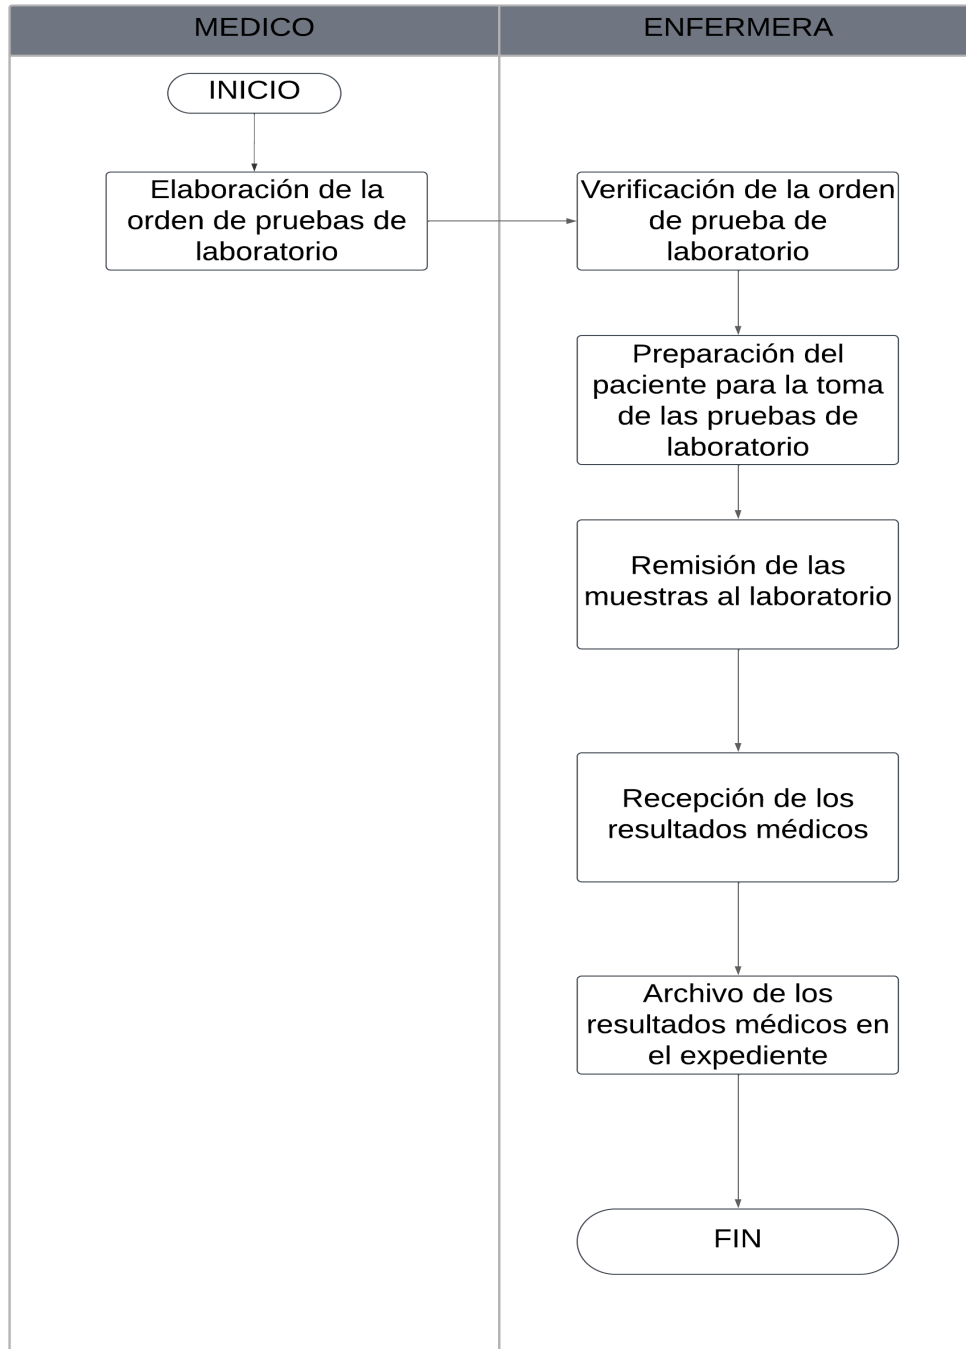 MEDICO
ENFERMERA
INICIO
Elaboración de la
orden de pruebas de
laboratorio
Verificación de la orden
de prueba de
laboratorio
Preparación del
paciente para la toma
de las pruebas de
laboratorio
Remisión de las
muestras al laboratorio
Recepción de los
resultados médicos
Archivo de los
resultados médicos en
el expediente
FIN